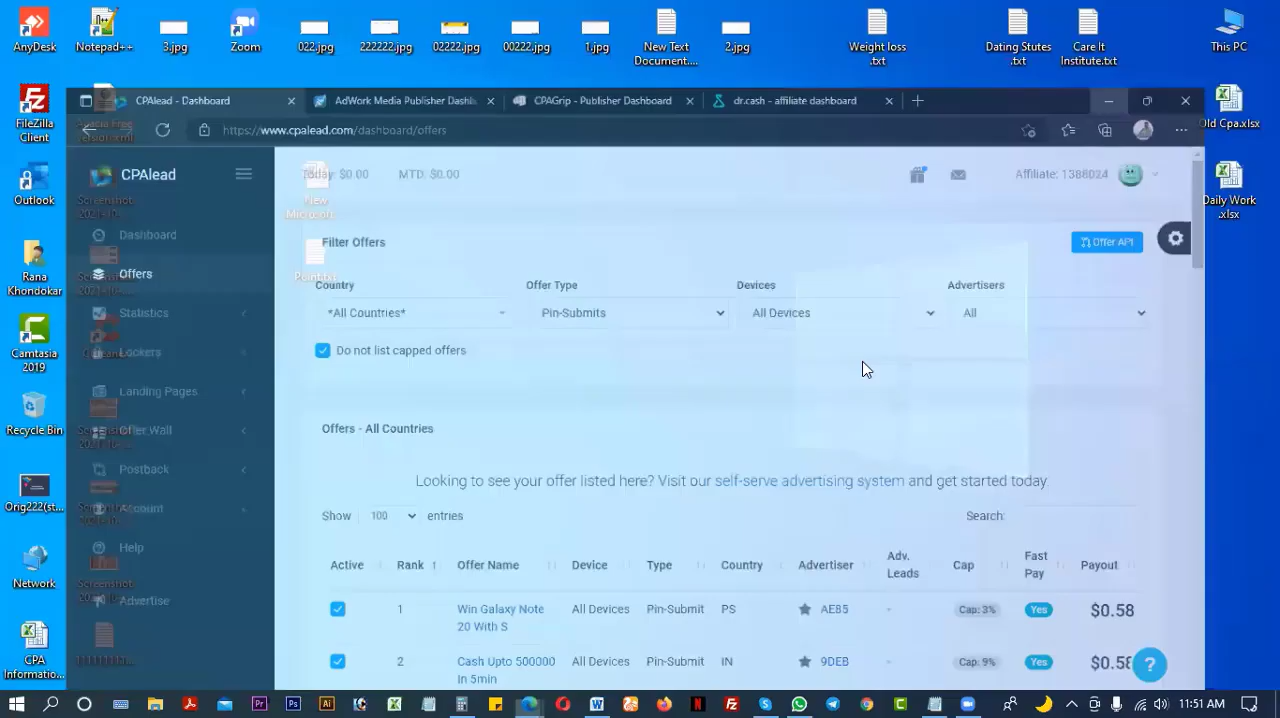 AnyDesk
Notepad++
3.jpg
Zoom
022.jpg
222222.jpg
02222.jpg
00222.jpg
1.jpg
New Text
Document....
2.jpg
Weight loss
.txt
Dating Stutes
.txt
Care It
Institute.txt
This PC
CPAlead - Dashboard
AdWork Media Publisher Dashb
CPAGrip - Publisher Dashboard
dr.cash - affiliate dashboard
https://www.cpalead.com/dashboard/offers
FileZilla
Client
Outlook
Rana
Khondokar
Camtasia
2019
Recycle Bin
Orig222(st...
Network
CPA
Informatio...
Old Cpa.xlsx
Daily Work
.xlsx
CPAlead
Dashboard
Offers
Statistics
Lockers
Landing Pages
Offer Wall
Postback
Account
Help
Advertise
Screenshot
Screenshot
New
Microsoft
Today: $0.00
MTD: $0.00
Affiliate: 1388024
Filter Offers
Offer API
Country
Offer Type
Devices
Advertisers
*All Countries*
Pin-Submits
All Devices
All
Do not list capped offers
Offers - All Countries
Looking to see your offer listed here? Visit our self-serve advertising system and get started today.
Show 100 entries
Search:
Active
Rank
Offer Name
Device
Type
Country
Advertiser
Adv.
Leads
Cap
Fast
Pay
Payout
1
Win Galaxy Note
20 With S
All Devices
Pin-Submit
PS
AE85
-
Cap: 3%
Yes
$0.58
2
Cash Upto 500000
In 5min
All Devices
Pin-Submit
IN
9DEB
-
Cap: 9%
Yes
$0.58
?
11:51 AM